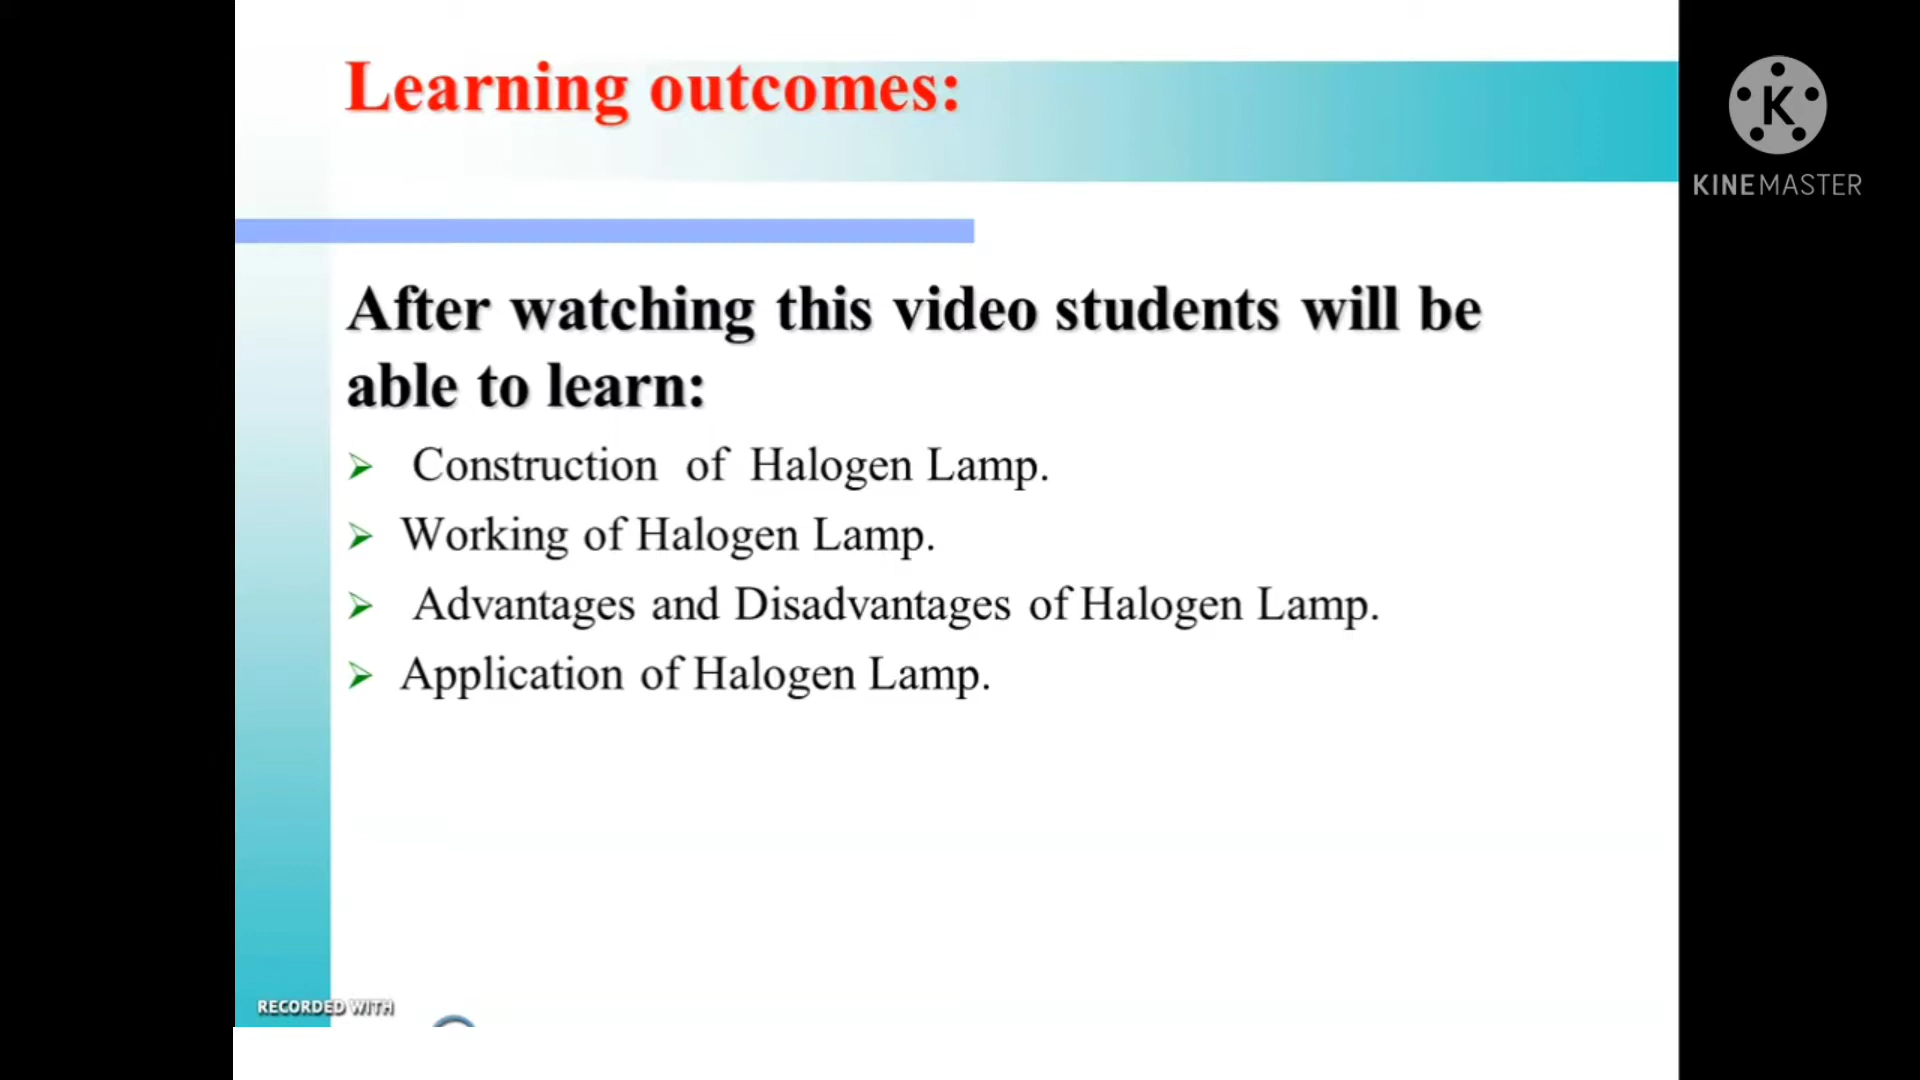 Learning outcomes:
K
KINEMASTER
After watching this video students will be
able to learn:
➢ Construction of Halogen Lamp.
➢ Working of Halogen Lamp.
➢ Advantages and Disadvantages of Halogen Lamp.
➢ Application of Halogen Lamp.
RECORDED WITH